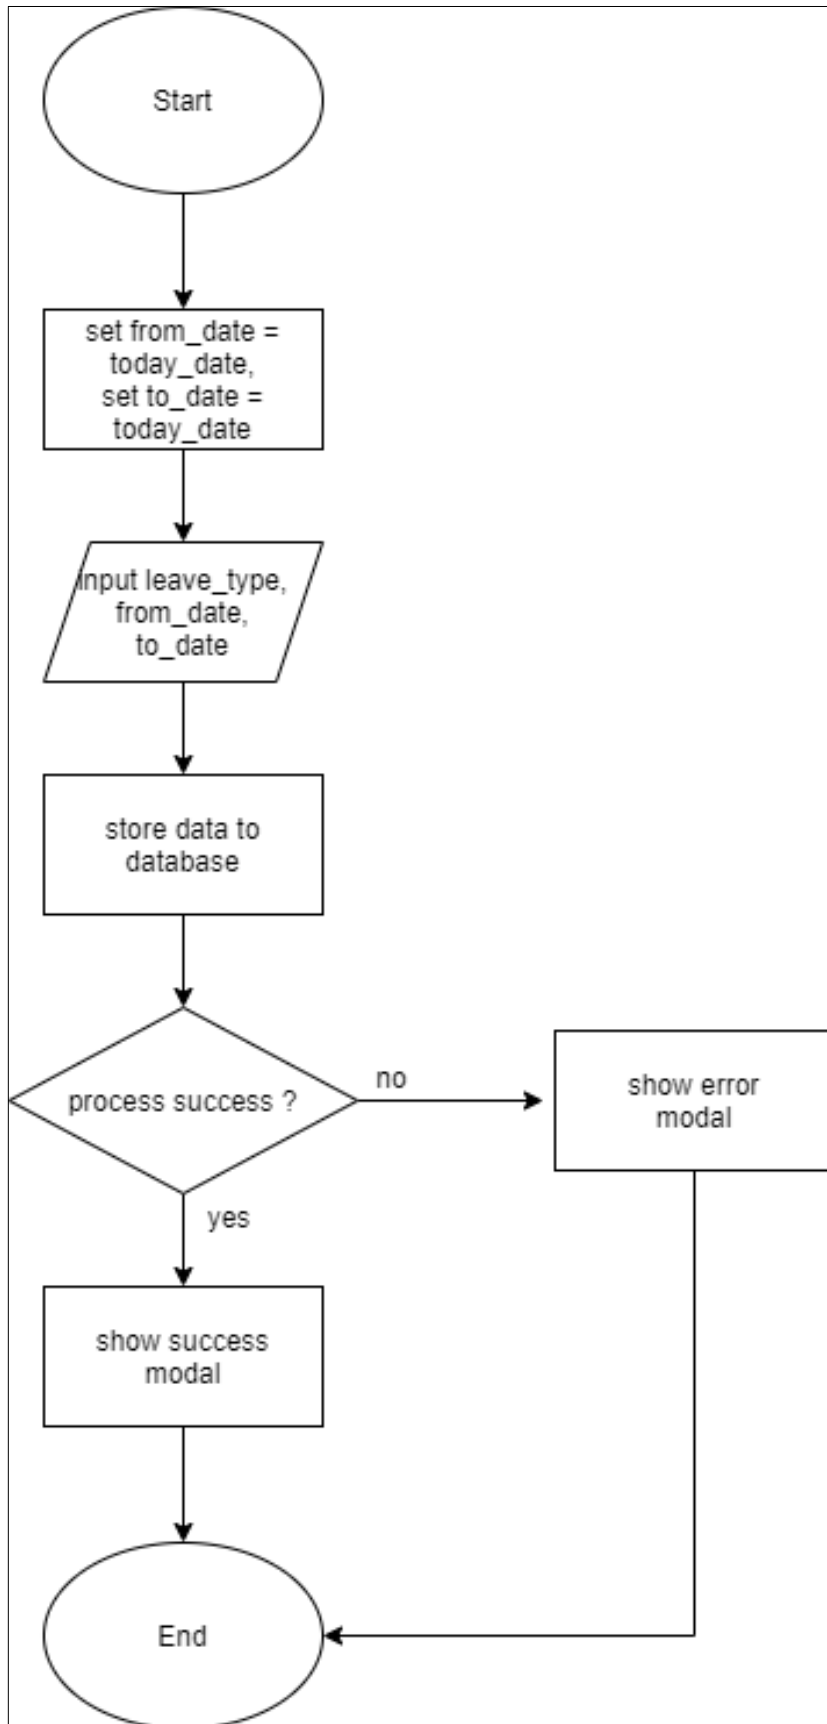 Start
set from_date =
today_date,
set to_date =
today_date
input leave_type,
from_date,
to_date
store data to
database
process success ?
no
show error
modal
yes
show success
modal
End